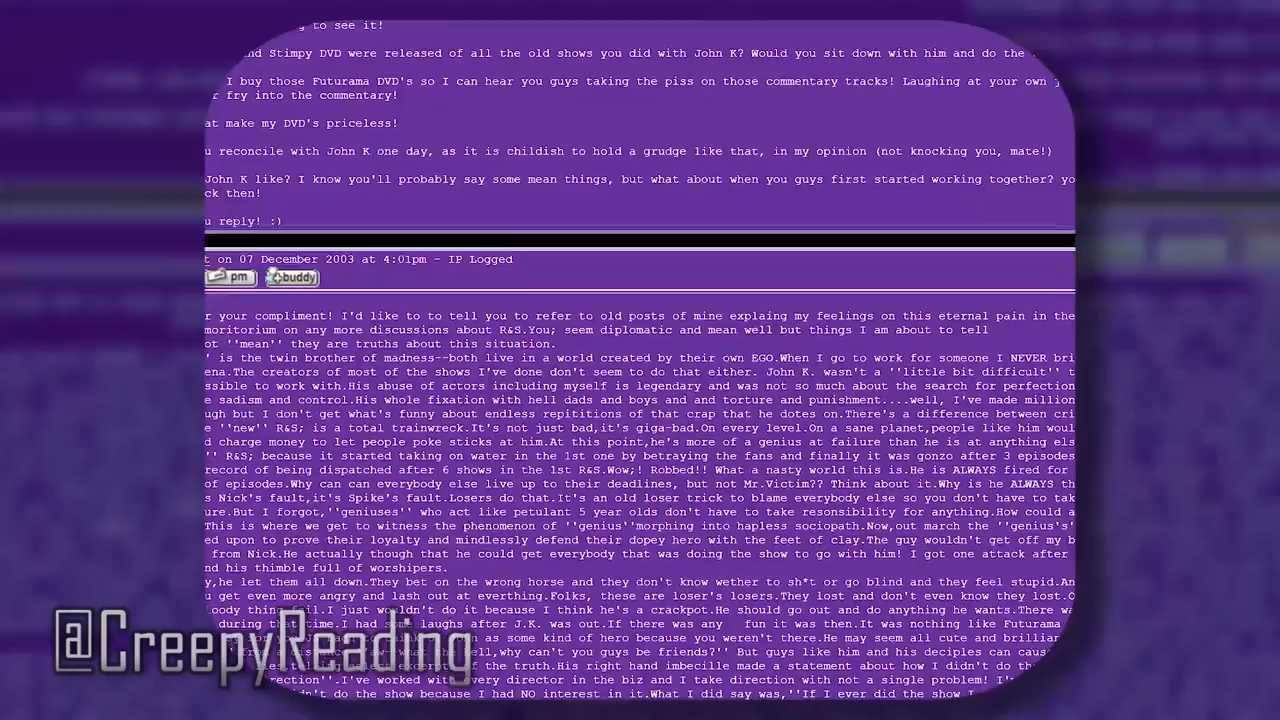 g to see it!
nd Stimpy DVD were released of all the old shows you did with John K? Would you sit down with him and do the
I buy those Futurama DVD's so I can hear you guys taking the piss on those commentary tracks! Laughing at your own j
r fry into the commentary!
at make my DVD's priceless!
u reconcile with John K one day, as it is childish to hold a grudge like that, in my opinion (not knocking you, mate!)
John K like? I know you'll probably say some mean things, but what about when you guys first started working together? yo
ck then!
u reply! :)
t on 07 December 2003 at 4:01pm - IP Logged
pm +buddy
r your compliment! I'd like to to tell you to refer to old posts of mine explaing my feelings on this eternal pain in the
moritorium on any more discussions about R&S.You; seem diplomatic and mean well but things I am about to tell
ot ''mean'' they are truths about this situation.
' is the twin brother of madness--both live in a world created by their own EGO.When I go to work for someone I NEVER bri
ena.The creators of most of the shows I've done don't seem to do that either. John K. wasn't a ''little bit difficult'' t
ssible to work with.His abuse of actors including myself is legendary and was not so much about the search for perfection
e sadism and control.His whole fixation with hell dads and boys and and torture and punishment....well, I've made million
ugh but I don't get what's funny about endless repititions of that crap that he dotes on.There's a difference between cri
e ''new'' R&S; is a total trainwreck.It's not just bad,it's giga-bad.On every level.On a sane planet,people like him woul
d charge money to let people poke sticks at him.At this point,he's more of a genius at failure than he is at anything els
'' R&S; because it started taking on water in the 1st one by betraying the fans and finally it was gonzo after 3 episodes
record of being dispatched after 6 shows in the 1st R&S.Wow;! Robbed!! What a nasty world this is.He is ALWAYS fired for
of episodes.Why can can everybody else live up to their deadlines, but not Mr.Victim?? Think about it.Why is he ALWAYS th
s Nick's fault,it's Spike's fault.Losers do that.It's an old loser trick to blame everybody else so you don't have to tak
ure.But I forgot,''geniuses'' who act like petulant 5 year olds don't have to take resonsibility for anything.How could a
This is where we get to witness the phenomenon of ''genius''morphing into hapless sociopath.Now,out march the ''genius's'
ed upon to prove their loyalty and mindlessly defend their dopey hero with the feet of clay.The guy wouldn't get off my b
from Nick.He actually though that he could get everybody that was doing the show to go with him! I got one attack after
nd his thimble full of worshipers.
y,he let them all down.They bet on the wrong horse and they don't know wether to sh*t or go blind and they feel stupid.An
u get even more angry and lash out at everthing.Folks, these are loser's losers.They lost and don't even know they lost.O
loody thing fail.I just wouldn't do it because I think he's a crackpot.He should go out and do anything he wants.There wa
during the time.I had some laughs after J.K. was out.If there was any fun it was then.It was nothing like Futurama
as some kind of hero because you weren't there.He may seem all cute and brillian
why can't you guys be friends?'' But guys like him and his deciples can caus
of the truth.His right hand imbecille made a statement about how I didn't do th
rection''.I've worked with every director in the biz and I take direction with not a single problem! I'
n't do the show because I had NO interest in it.What I did say was,''If I ever did the show I
@CreepyReading